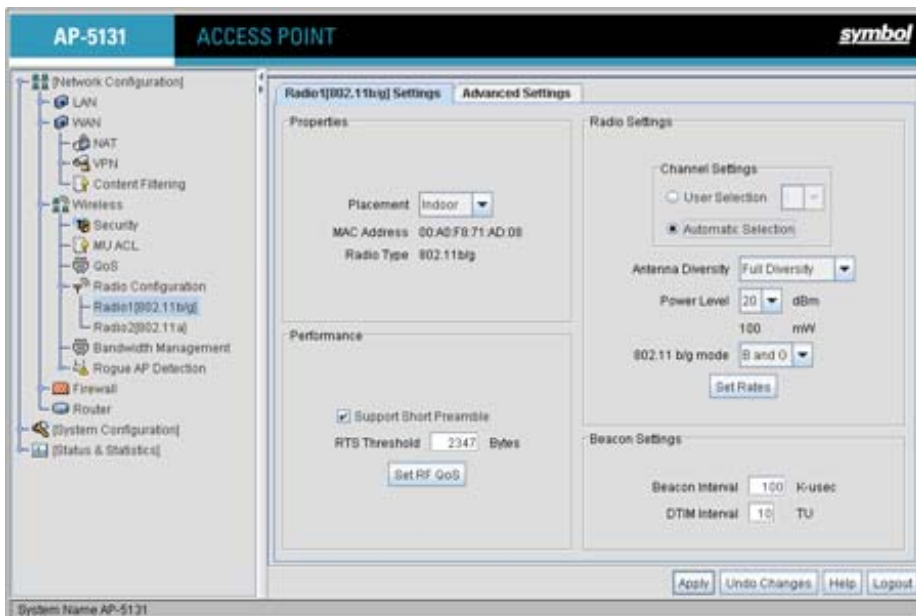 AP-5131 ACCESS POINT symbol
[Network Configuration]
LAN
WAN
NAT
VPN
Content Filtering
Wireless
Security
MU ACL
QoS
Radio Configuration
Radio1[802.11b/g]
Radio2[802.11a]
Bandwidth Management
Rogue AP Detection
Firewall
Router
[System Configuration]
[Status & Statistics]
Radio1[802.11b/g] Settings
Advanced Settings
Properties
Placement Indoor
MAC Address 00:A0:F8:71:AD:08
Radio Type 802.11b/g
Performance
Support Short Preamble
RTS Threshold 2347 Bytes
Set RF QoS
Radio Settings
Channel Settings
User Selection
Automatic Selection
Antenna Diversity Full Diversity
Power Level 20 dBm
100 mW
802.11 b/g mode B and G
Set Rates
Beacon Settings
Beacon Interval 100 K-usec
DTIM Interval 10 TU
Apply Undo Changes Help Logout
System Name AP-5131